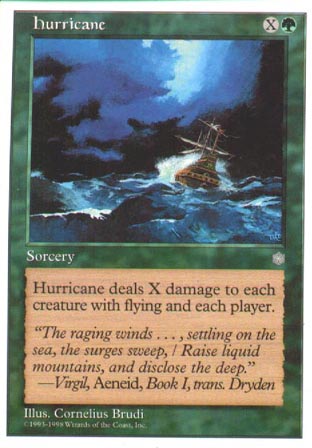 Hurricane X
Sorcery
Hurricane deals X damage to each
creature with flying and each player.
"The raging winds . . . , settling on the
sea, the surges sweep, / Raise liquid
mountains, and disclose the deep."
—Virgil, Aeneid, Book I, trans. Dryden
Illus. Cornelius Brudi
© 1993-1998 Wizards of the Coast, Inc.